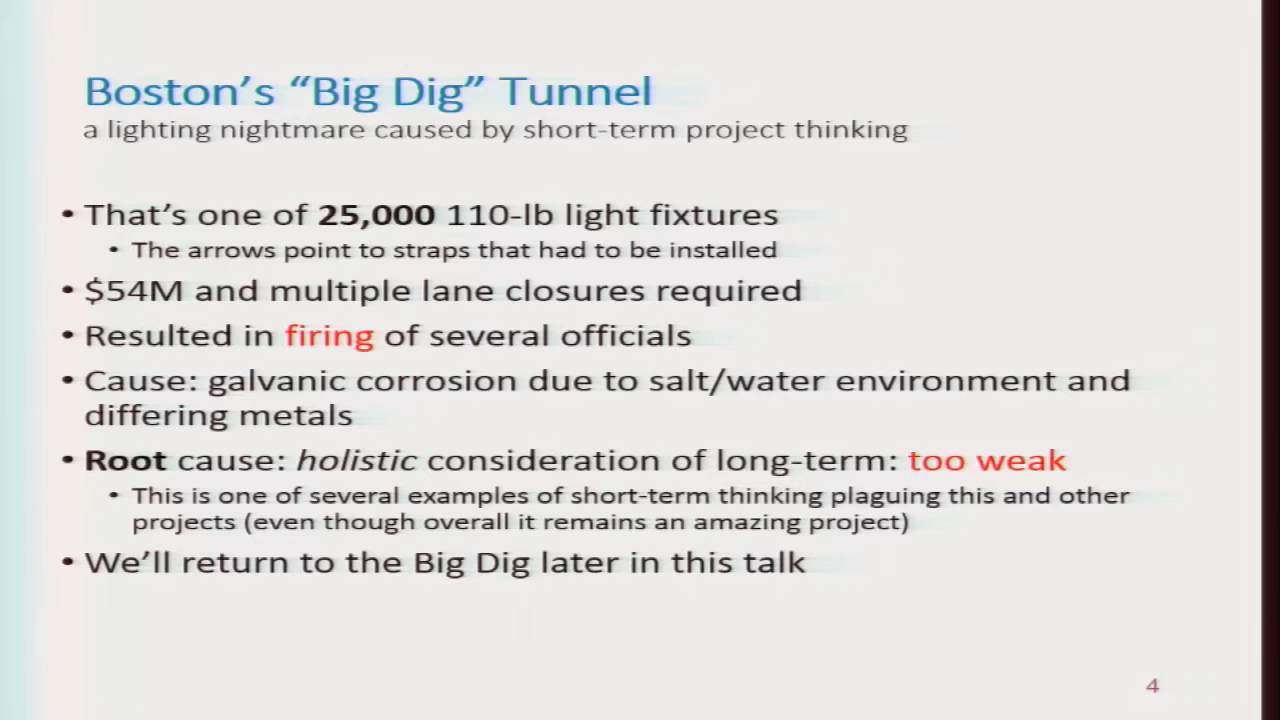 Boston's “Big Dig” Tunnel
a lighting nightmare caused by short-term project thinking
• That's one of 25,000 110-lb light fixtures
• The arrows point to straps that had to be installed
• $54M and multiple lane closures required
• Resulted in firing of several officials
• Cause: galvanic corrosion due to salt/water environment and
differing metals
• Root cause: holistic consideration of long-term: too weak
• This is one of several examples of short-term thinking plaguing this and other
projects (even though overall it remains an amazing project)
• We'll return to the Big Dig later in this talk
4